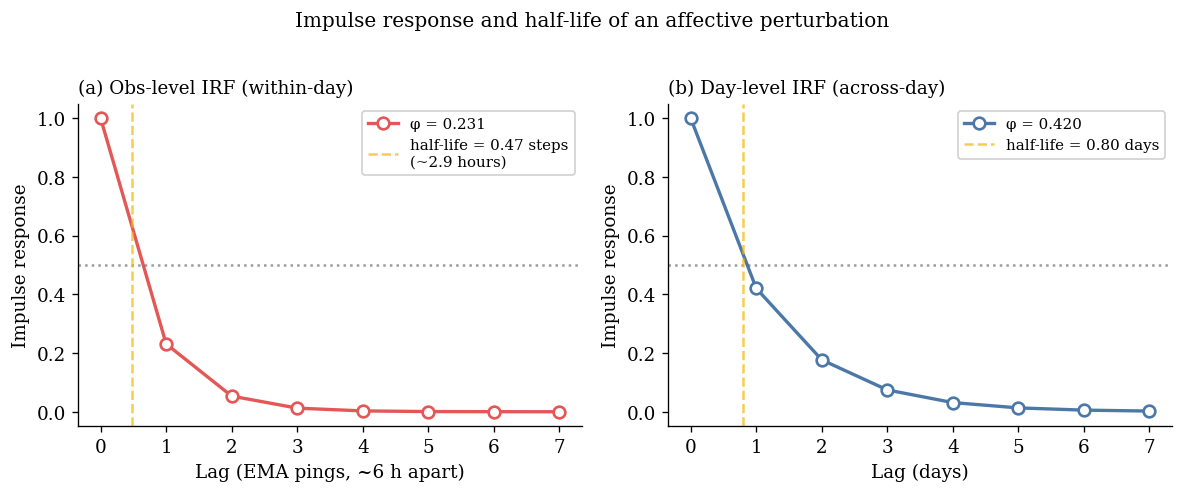 Impulse response and half-life of an affective perturbation
(a) Obs-level IRF (within-day)
φ = 0.231
half-life = 0.47 steps
(~2.9 hours)
1.0
0.8
0.6
0.4
0.2
0.0
Impulse response
0 1 2 3 4 5 6 7
Lag (EMA pings, ~6 h apart)
(b) Day-level IRF (across-day)
φ = 0.420
half-life = 0.80 days
1.0
0.8
0.6
0.4
0.2
0.0
Impulse response
0 1 2 3 4 5 6 7
Lag (days)